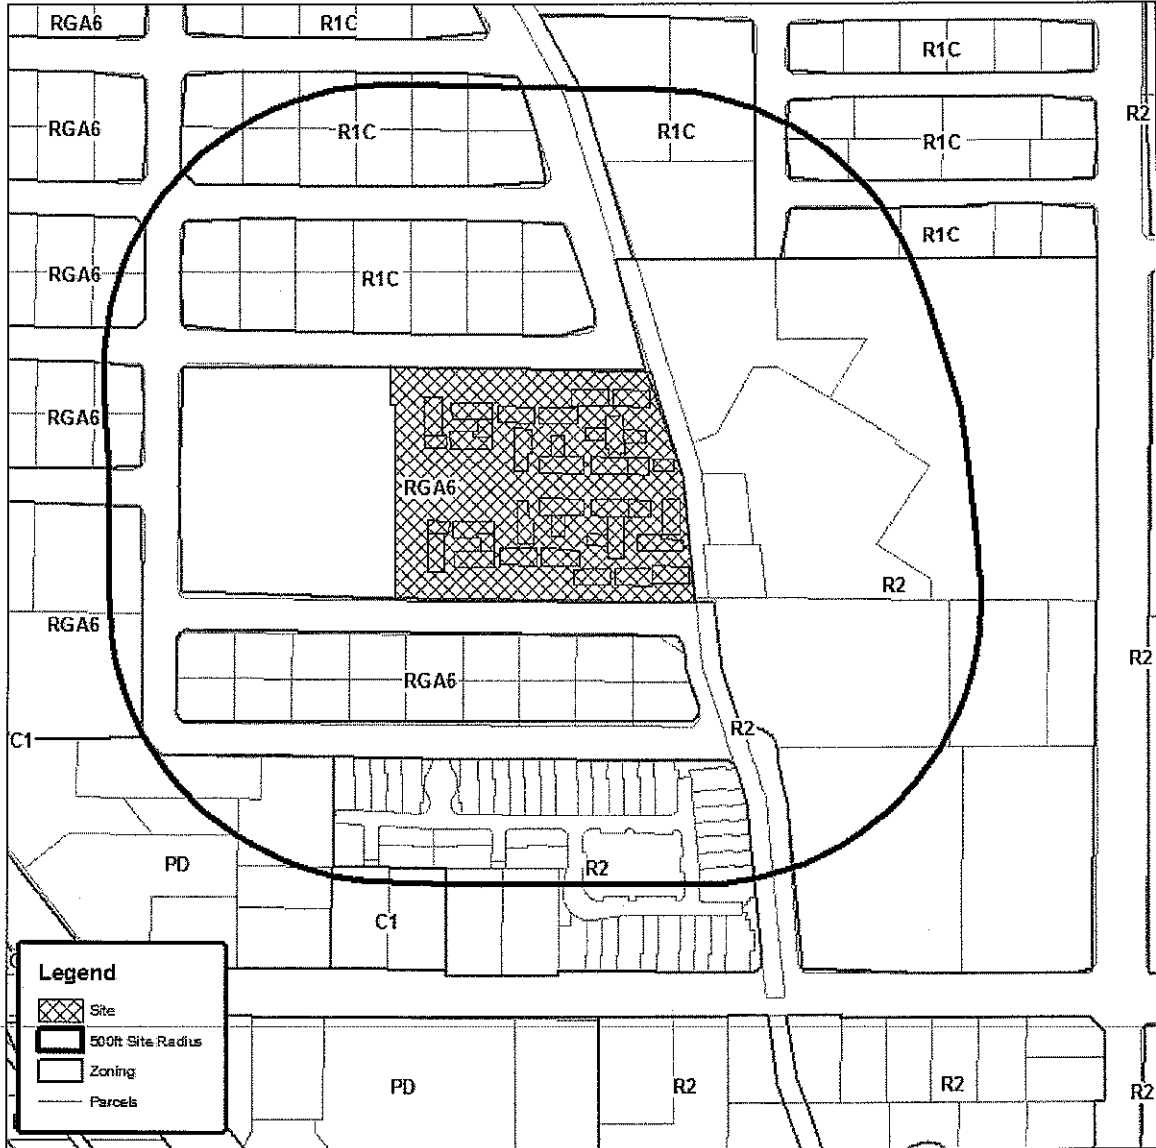 RGA6 R1C
R1C
RGA6 R1C R1C R1C R2
R1C
RGA6 R1C
RGA6
RGA6
R2
RGA6
RGA6 R2
C1 R2
PD R2
C1
Legend
Site
500ft Site Radius
Zoning
Parcels
PD R2 R2 R2